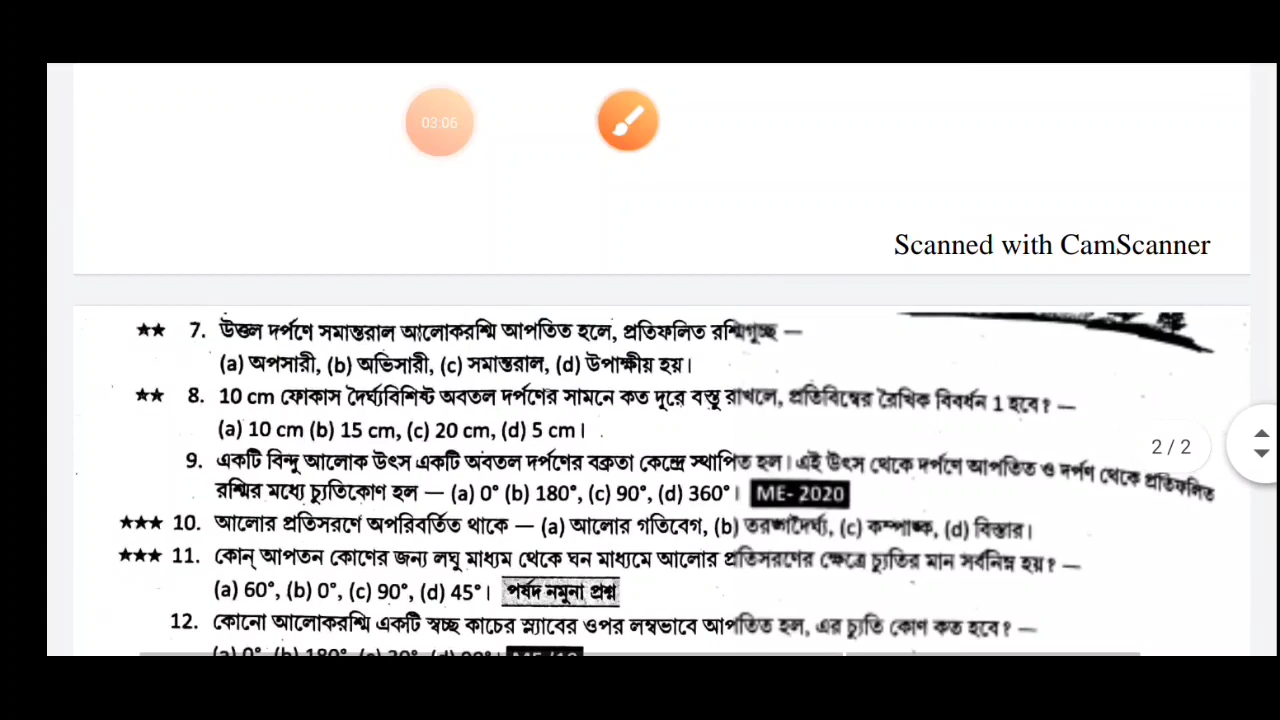 03:06
Scanned with CamScanner
★★ 7. উত্তল দর্পণে সমান্তরাল আলোকরশ্মি আপতিত হলে, প্রতিফলিত রশ্মিগুচ্ছ —
(a) অপসারী, (b) অভিসারী, (c) সমান্তরাল, (d) উপাক্ষীয় হয়।
★★ 8. 10 cm ফোকাস দৈর্ঘ্যবিশিষ্ট অবতল দর্পণের সামনে কত দূরে বস্তু রাখলে, প্রতিবিম্বের রৈখিক বিবর্ধন 1 হবে? —
(a) 10 cm (b) 15 cm, (c) 20 cm, (d) 5 cm।
2 / 2
9. একটি বিন্দু আলোক উৎস একটি অবতল দর্পণের বক্রতা কেন্দ্রে স্থাপিত হল। এই উৎস থেকে দর্পণে আপতিত ও দর্পণ থেকে প্রতিফলিত
রশ্মির মধ্যে চ্যুতিকোণ হল — (a) 0° (b) 180°, (c) 90°, (d) 360°। ME- 2020
★★★ 10. আলোর প্রতিসরণে অপরিবর্তিত থাকে — (a) আলোর গতিবেগ, (b) তরঙ্গদৈর্ঘ্য, (c) কম্পাঙ্ক, (d) বিস্তার।
★★★ 11. কোন্ আপতন কোণের জন্য লঘু মাধ্যম থেকে ঘন মাধ্যমে আলোর প্রতিসরণের ক্ষেত্রে চ্যুতির মান সর্বনিম্ন হয়? —
(a) 60°, (b) 0°, (c) 90°, (d) 45°। পর্ষদ নমুনা প্রশ্ন
12. কোনো আলোকরশ্মি একটি স্বচ্ছ কাচের স্ল্যাবের ওপর লম্বভাবে আপতিত হল, এর চ্যুতি কোণ কত হবে? —
(a) 0°, (b) 180°